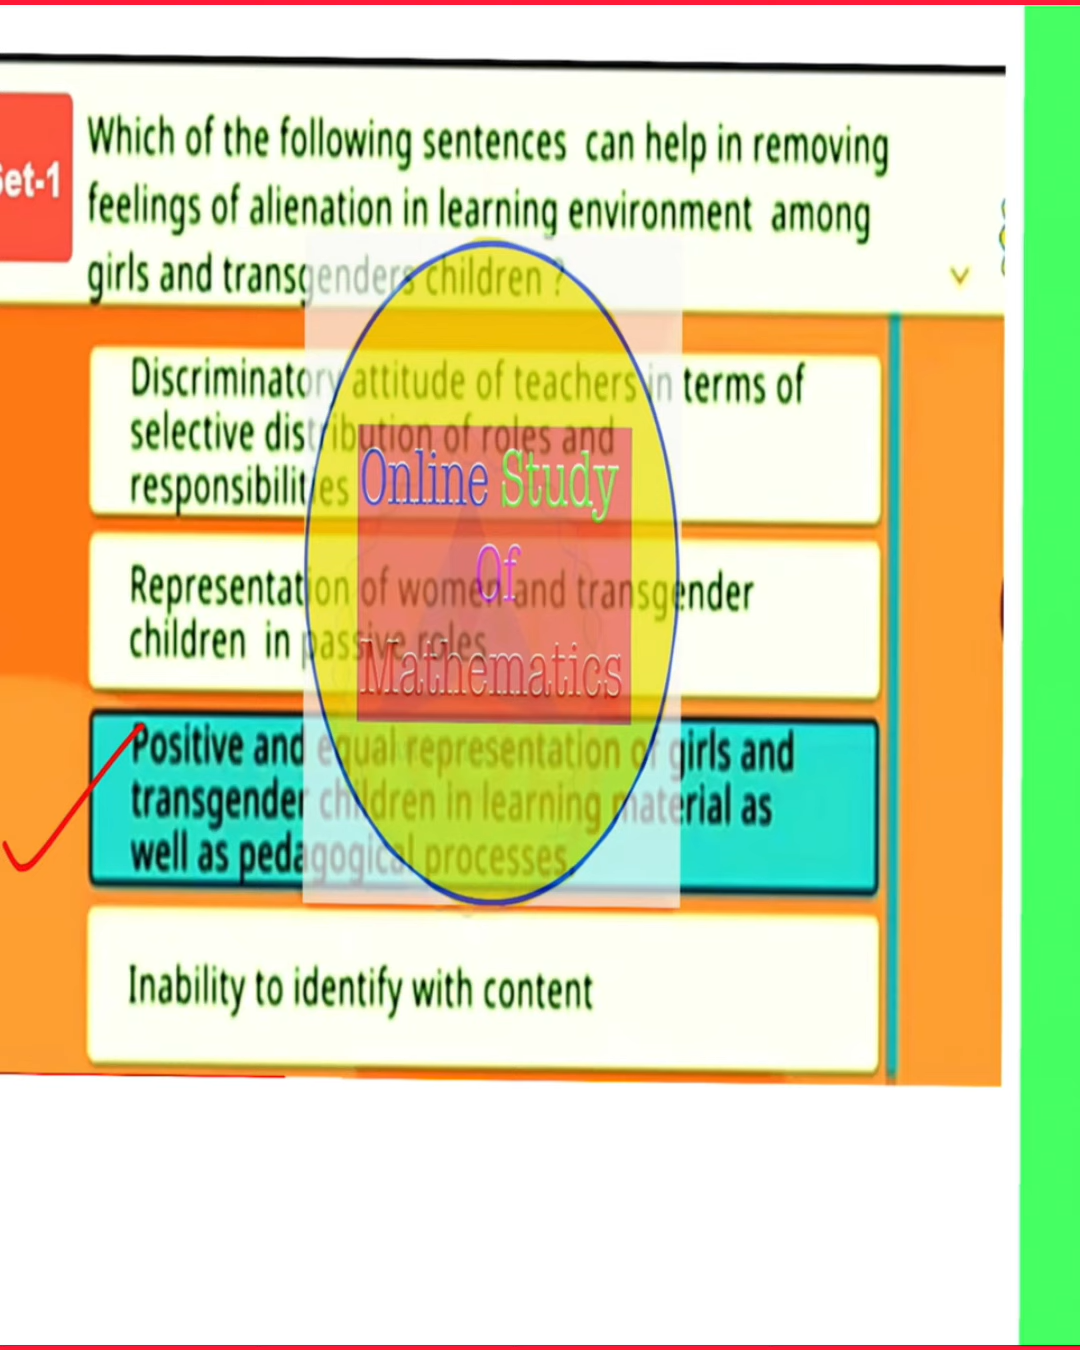 Set-1
Which of the following sentences can help in removing
feelings of alienation in learning environment among
girls and transgenders children ?
Discriminatory attitude of teachers in terms of
selective distribution of roles and
responsibilities
Representation of women and transgender
children in passive roles
Positive and equal representation of girls and
transgender children in learning material as
well as pedagogical processes.
Inability to identify with content
Online Study
Of
Mathematics